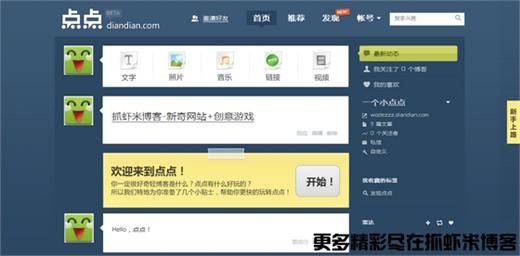 点点 BETA
diandian.com
邀请好友
首页
推荐
发现
帐号
搜索兴趣
文字
照片
音乐
链接
视频
最新动态
我关注了 0 个博客
我的喜欢
抓虾米博客-新奇网站+创意游戏
一个小点点
wodezzz.diandian.com
3 篇文章
0 个关注者
私信
自定义
新手上路
欢迎来到点点！
你一定很好奇轻博客是什么？点点有什么好玩的？
所以我们特地为你准备了几个小贴士，帮助你更快的玩转点点！
开始！
我收藏的标签
发现点点
Hello，点点！
雷达
更多精彩尽在抓虾米博客